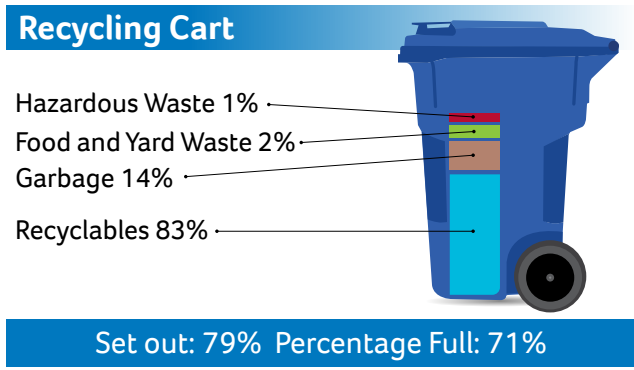 Recycling Cart
Hazardous Waste 1%
Food and Yard Waste 2%
Garbage 14%
Recyclables 83%
Set out: 79% Percentage Full: 71%